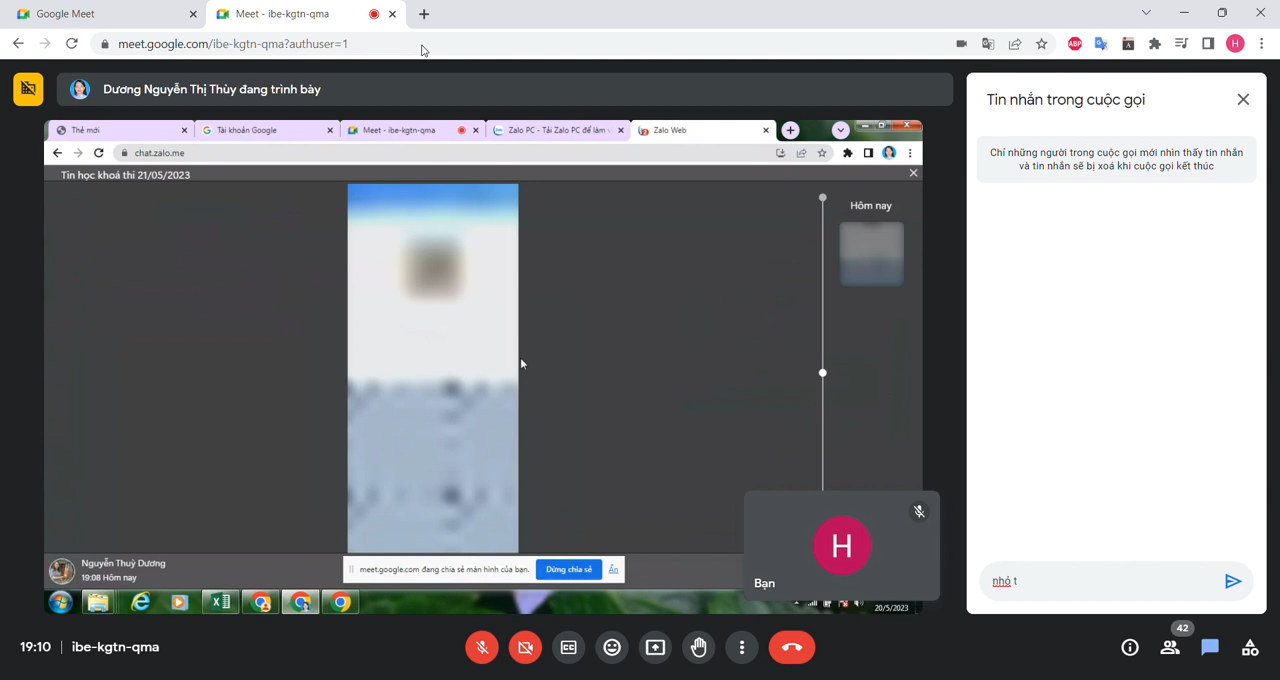 Google Meet
Meet - ibe-kgtn-qma
meet.google.com/ibe-kgtn-qma?authuser=1
ABP
H
Dương Nguyễn Thị Thùy đang trình bày
Thẻ mới
Tài khoản Google
Meet - ibe-kgtn-qma
Zalo PC - Tải Zalo PC để làm
Zalo Web
chat.zalo.me
Tin học khoá thi 21/05/2023
Hôm nay
Nguyễn Thuỳ Dương
19:08 Hôm nay
meet.google.com đang chia sẻ màn hình của bạn.
Dừng chia sẻ
Ẩn
20/5/2023
H
Bạn
Tin nhắn trong cuộc gọi
Chỉ những người trong cuộc gọi mới nhìn thấy tin nhắn
và tin nhắn sẽ bị xoá khi cuộc gọi kết thúc
nhó t
19:10
ibe-kgtn-qma
42